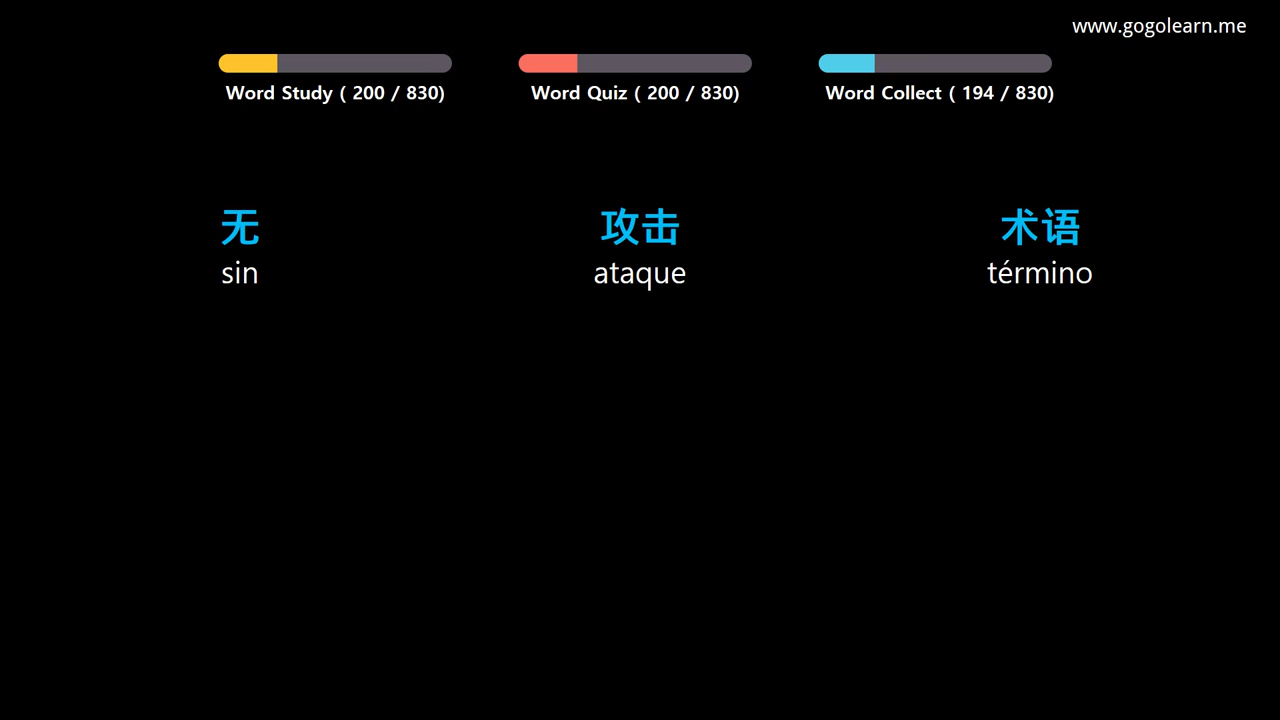 www.gogolearn.me
Word Study ( 200 / 830)
Word Quiz ( 200 / 830)
Word Collect ( 194 / 830)
无
攻击
术语
sin
ataque
término